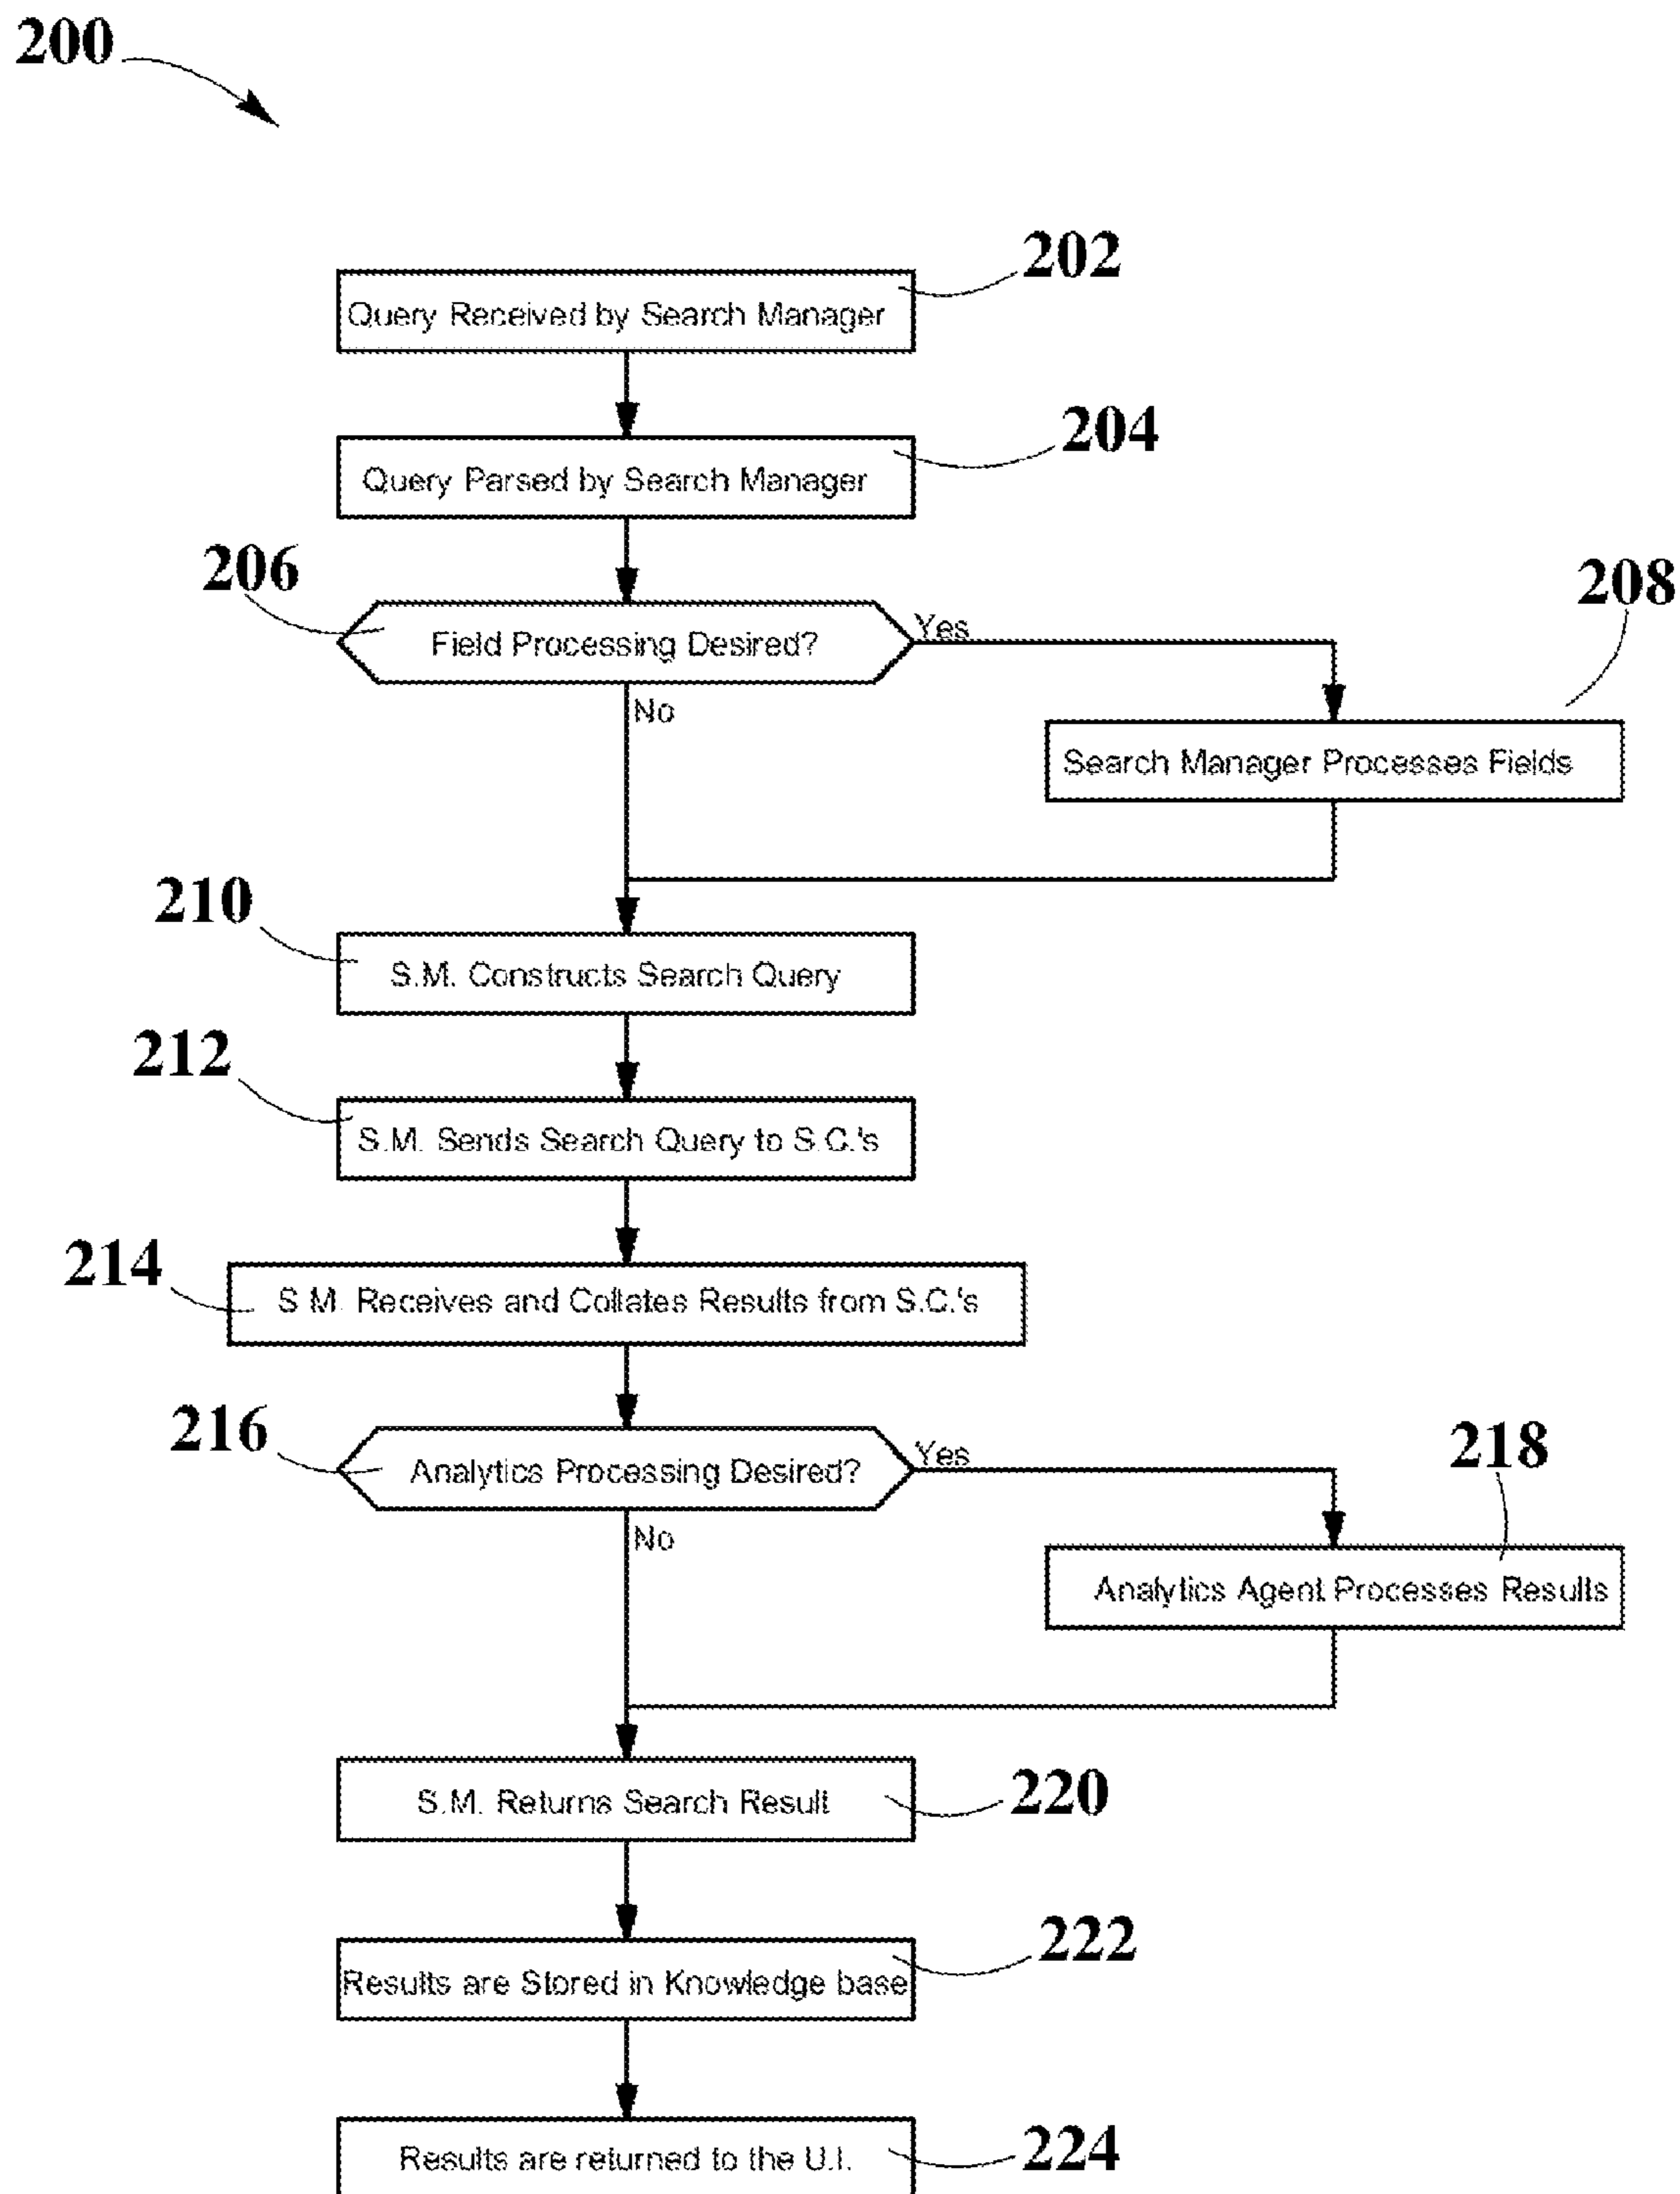 200
202
Query Received by Search Manager
204
Query Parsed by Search Manager
206
208
Field Processing Desired?
Yes
No
Search Manager Processes Fields
210
S.M. Constructs Search Query
212
S.M. Sends Search Query to S.C.'s
214
S.M. Receives and Collates Results from S.C.'s
216
218
Analytics Processing Desired?
Yes
No
Analytics Agent Processes Results
S.M. Returns Search Result
220
222
Results are Stored in Knowledge base
Results are returned to the U.I.
224